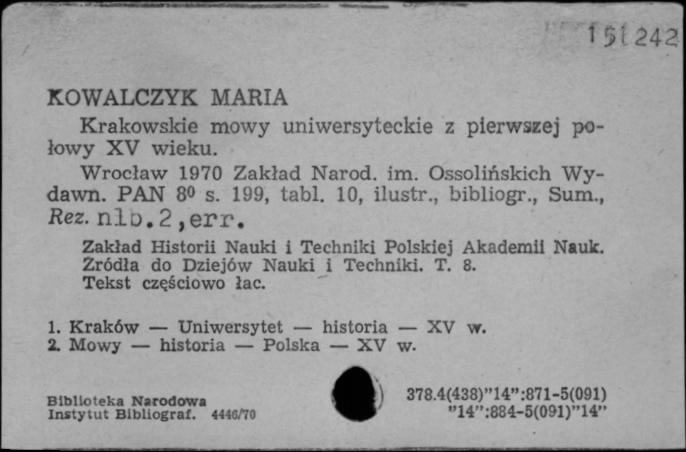 151242
KOWALCZYK MARIA
Krakowskie mowy uniwersyteckie z pierwszej po-
łowy XV wieku.
Wrocław 1970 Zakład Narod. im. Ossolińskich Wy-
dawn. PAN 8⁰ s. 199, tabl. 10, ilustr., bibliogr., Sum.,
Rez. nlb.2,err.
Zakład Historii Nauki i Techniki Polskiej Akademii Nauk.
Źródła do Dziejów Nauki i Techniki. T. 8.
Tekst częściowo łac.
1. Kraków — Uniwersytet — historia — XV w.
2. Mowy — historia — Polska — XV w.
Biblioteka Narodowa
Instytut Bibliograf. 4446/70
378.4(438)”14”:871-5(091)
”14”:884-5(091)”14”